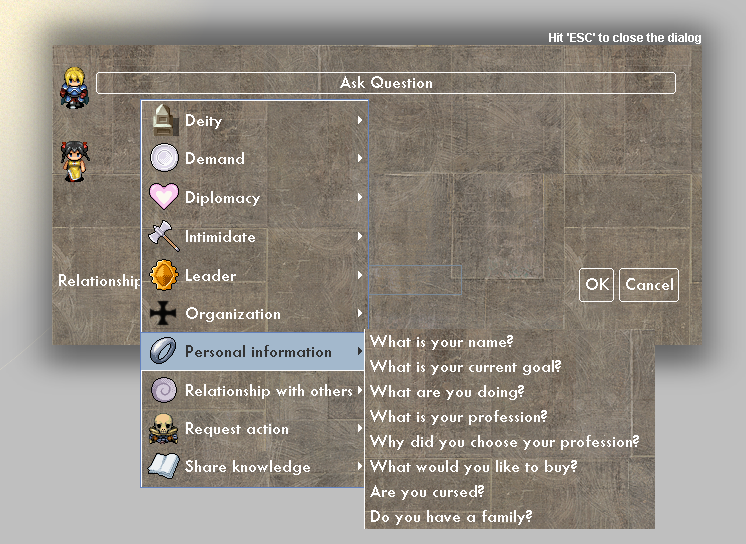 Hit 'ESC' to close the dialog
Ask Question
Deity
Demand
Diplomacy
Intimidate
Leader
Relationship
OK
Cancel
Organization
Personal information
Relationship with others
Request action
Share knowledge
What is your name?
What is your current goal?
What are you doing?
What is your profession?
Why did you choose your profession?
What would you like to buy?
Are you cursed?
Do you have a family?